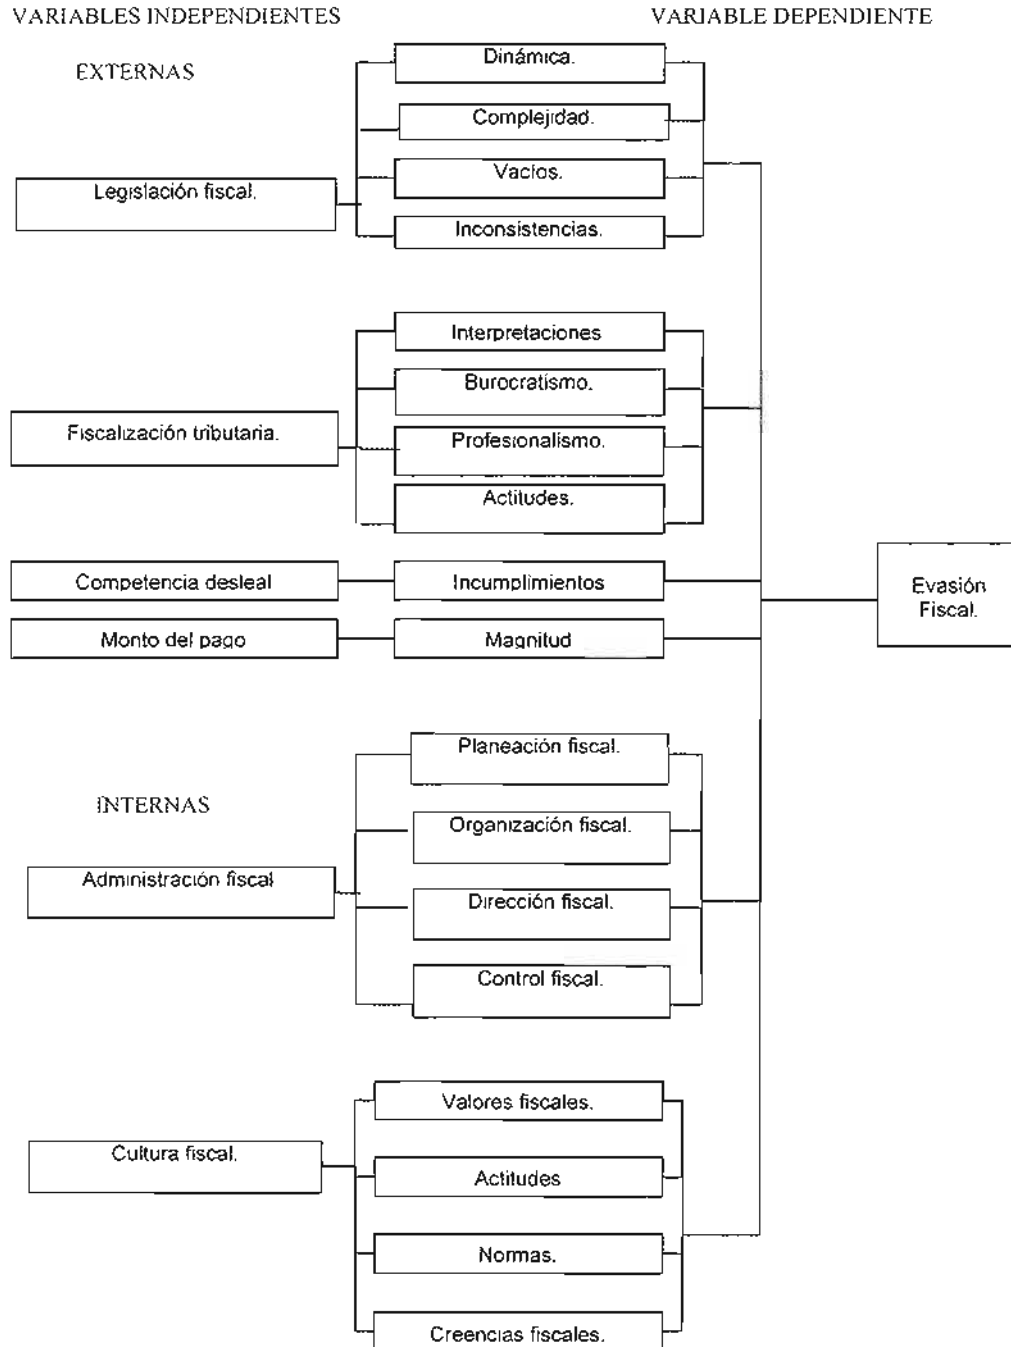 VARIABLES INDEPENDIENTES
VARIABLE DEPENDIENTE
EXTERNAS
Legislación fiscal.
Dinámica.
Complejidad.
Vacíos.
Inconsistencias.
Fiscalización tributaria.
Interpretaciones
Burocratismo.
Profesionalismo.
Actitudes.
Competencia desleal
Incumplimientos
Monto del pago
Magnitud
Evasión
Fiscal.
INTERNAS
Administración fiscal
Planeación fiscal.
Organización fiscal.
Dirección fiscal.
Control fiscal.
Cultura fiscal.
Valores fiscales.
Actitudes
Normas.
Creencias fiscales.